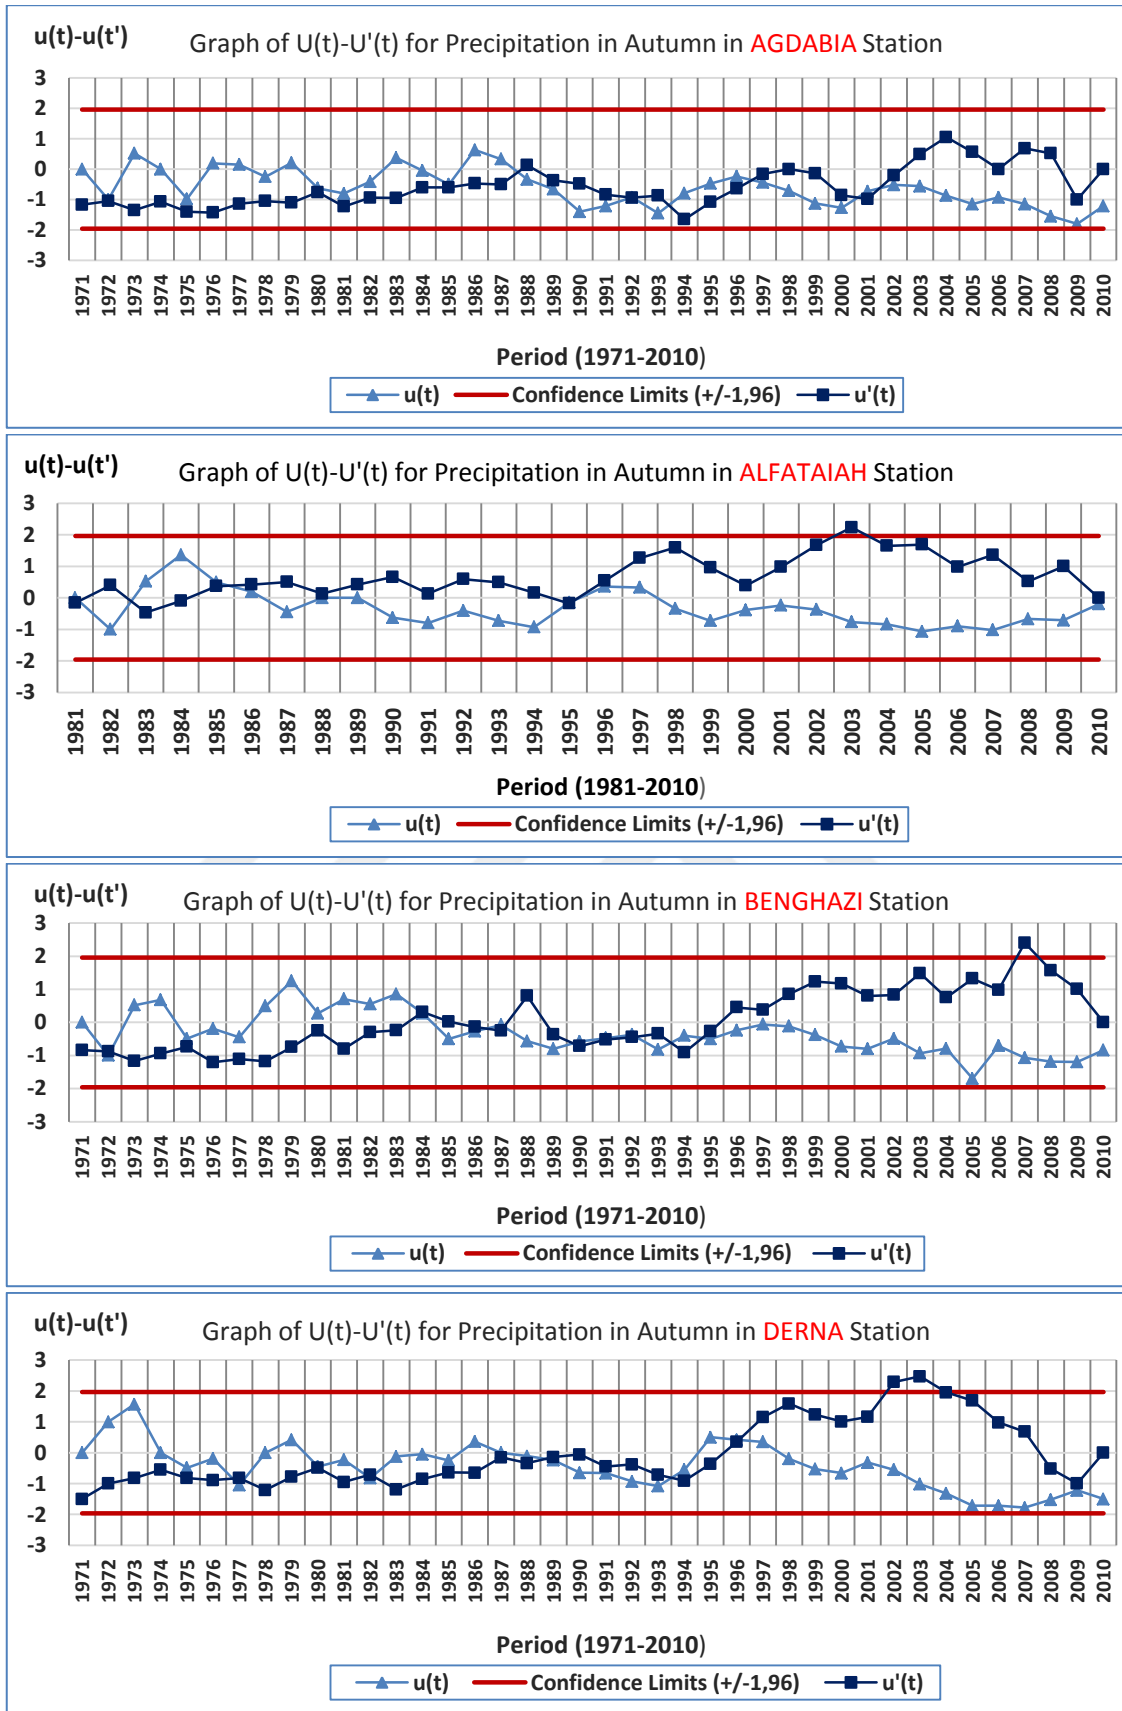 u(t)-u(t')
Graph of U(t)-U'(t) for Precipitation in Autumn in AGDABIA Station
3
2
1
0
-1
-2
-3
1971 1972 1973 1974 1975 1976 1977 1978 1979 1980 1981 1982 1983 1984 1985 1986 1987 1988 1989 1990 1991 1992 1993 1994 1995 1996 1997 1998 1999 2000 2001 2002 2003 2004 2005 2006 2007 2008 2009 2010
Period (1971-2010)
u(t) Confidence Limits (+/-1,96) u'(t)
u(t)-u(t')
Graph of U(t)-U'(t) for Precipitation in Autumn in ALFATAIAH Station
3
2
1
0
-1
-2
-3
1981 1982 1983 1984 1985 1986 1987 1988 1989 1990 1991 1992 1993 1994 1995 1996 1997 1998 1999 2000 2001 2002 2003 2004 2005 2006 2007 2008 2009 2010
Period (1981-2010)
u(t) Confidence Limits (+/-1,96) u'(t)
u(t)-u(t')
Graph of U(t)-U'(t) for Precipitation in Autumn in BENGHAZI Station
3
2
1
0
-1
-2
-3
1971 1972 1973 1974 1975 1976 1977 1978 1979 1980 1981 1982 1983 1984 1985 1986 1987 1988 1989 1990 1991 1992 1993 1994 1995 1996 1997 1998 1999 2000 2001 2002 2003 2004 2005 2006 2007 2008 2009 2010
Period (1971-2010)
u(t) Confidence Limits (+/-1,96) u'(t)
u(t)-u(t')
Graph of U(t)-U'(t) for Precipitation in Autumn in DERNA Station
3
2
1
0
-1
-2
-3
1971 1972 1973 1974 1975 1976 1977 1978 1979 1980 1981 1982 1983 1984 1985 1986 1987 1988 1989 1990 1991 1992 1993 1994 1995 1996 1997 1998 1999 2000 2001 2002 2003 2004 2005 2006 2007 2008 2009 2010
Period (1971-2010)
u(t) Confidence Limits (+/-1,96) u'(t)